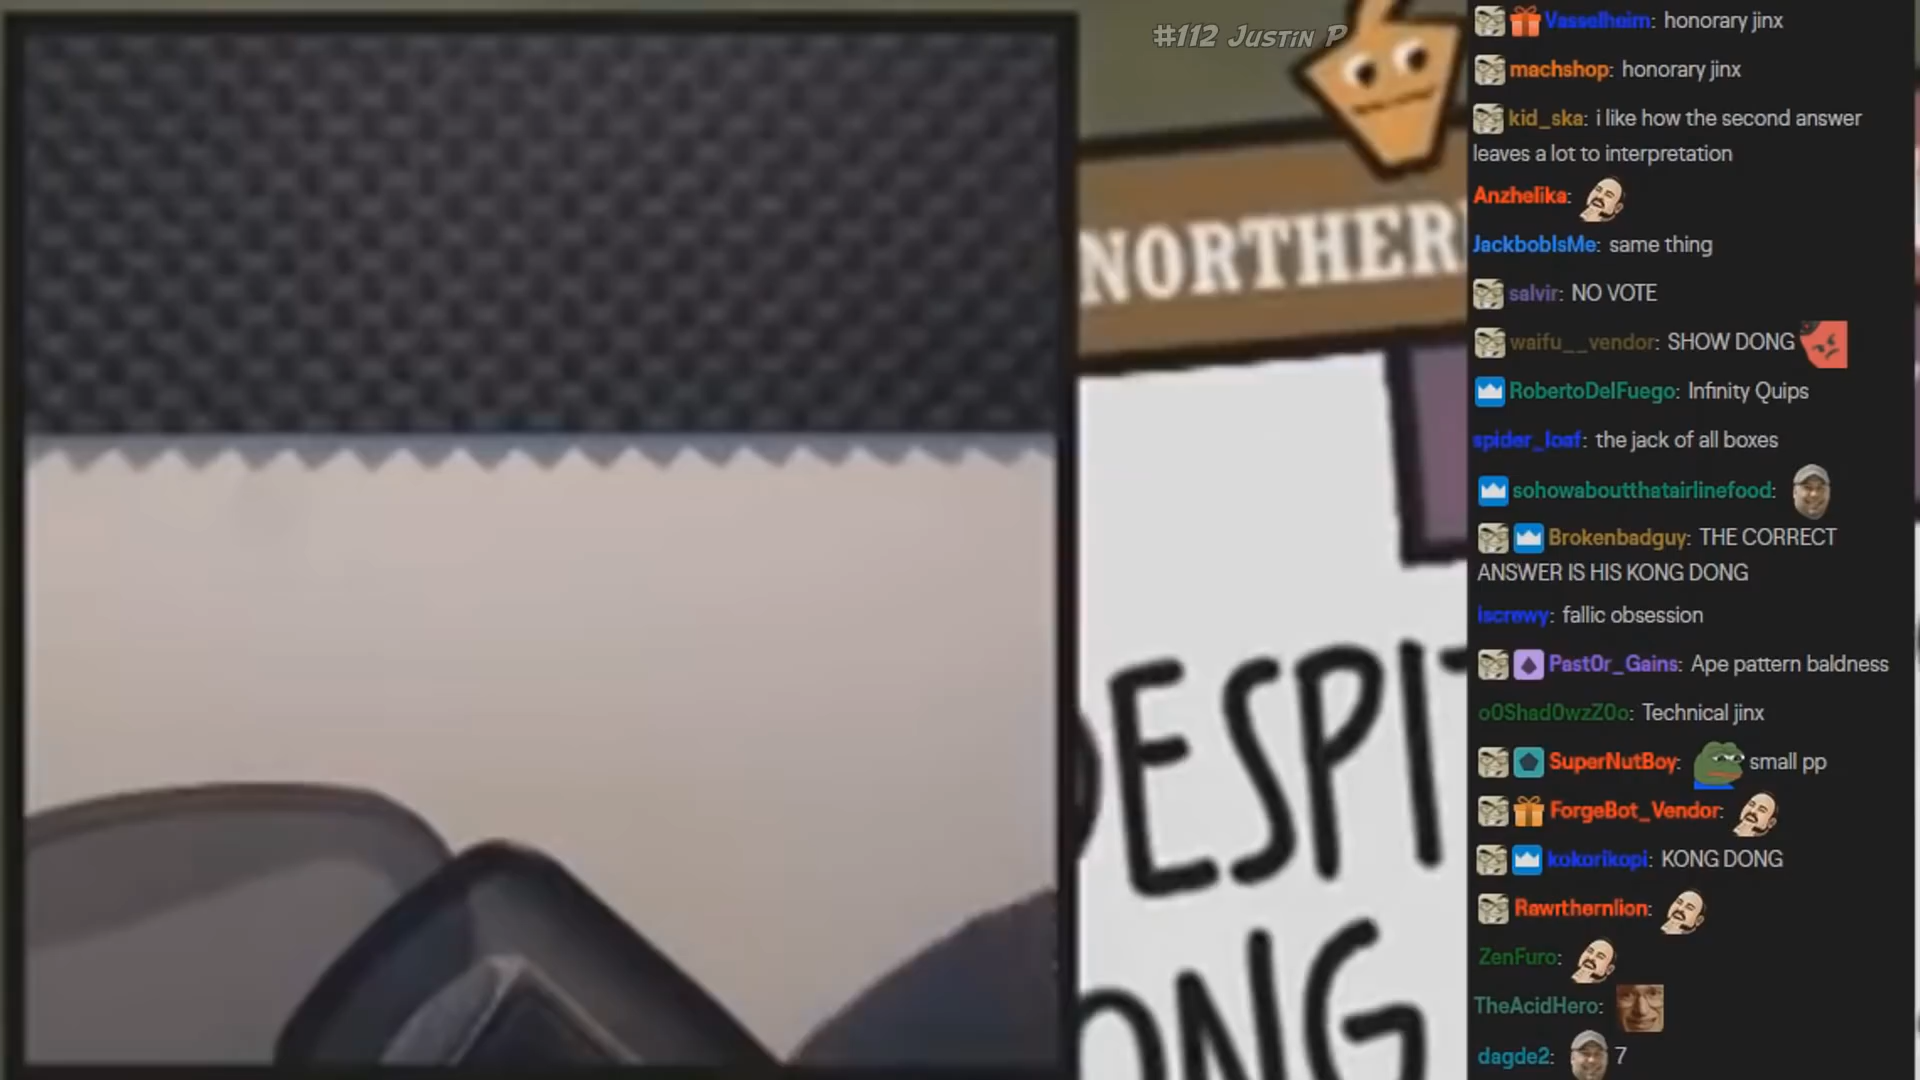 #112 Justin P
NORTHER
ESPIT
ONG
Vasselheim: honorary jinx
machshop: honorary jinx
kid_ska: i like how the second answer
leaves a lot to interpretation
Anzhelika:
JackbobIsMe: same thing
salvir: NO VOTE
waifu__vendor: SHOW DONG
RobertoDelFuego: Infinity Quips
spider_loaf: the jack of all boxes
sohowaboutthatairlinefood:
Brokenbadguy: THE CORRECT
ANSWER IS HIS KONG DONG
iscrewy: fallic obsession
Past0r_Gains: Ape pattern baldness
o0Shad0wzZ0o: Technical jinx
SuperNutBoy: small pp
ForgeBot_Vendor:
kokorikopi: KONG DONG
Rawrthernlion:
ZenFuro:
TheAcidHero:
dagde2: 7